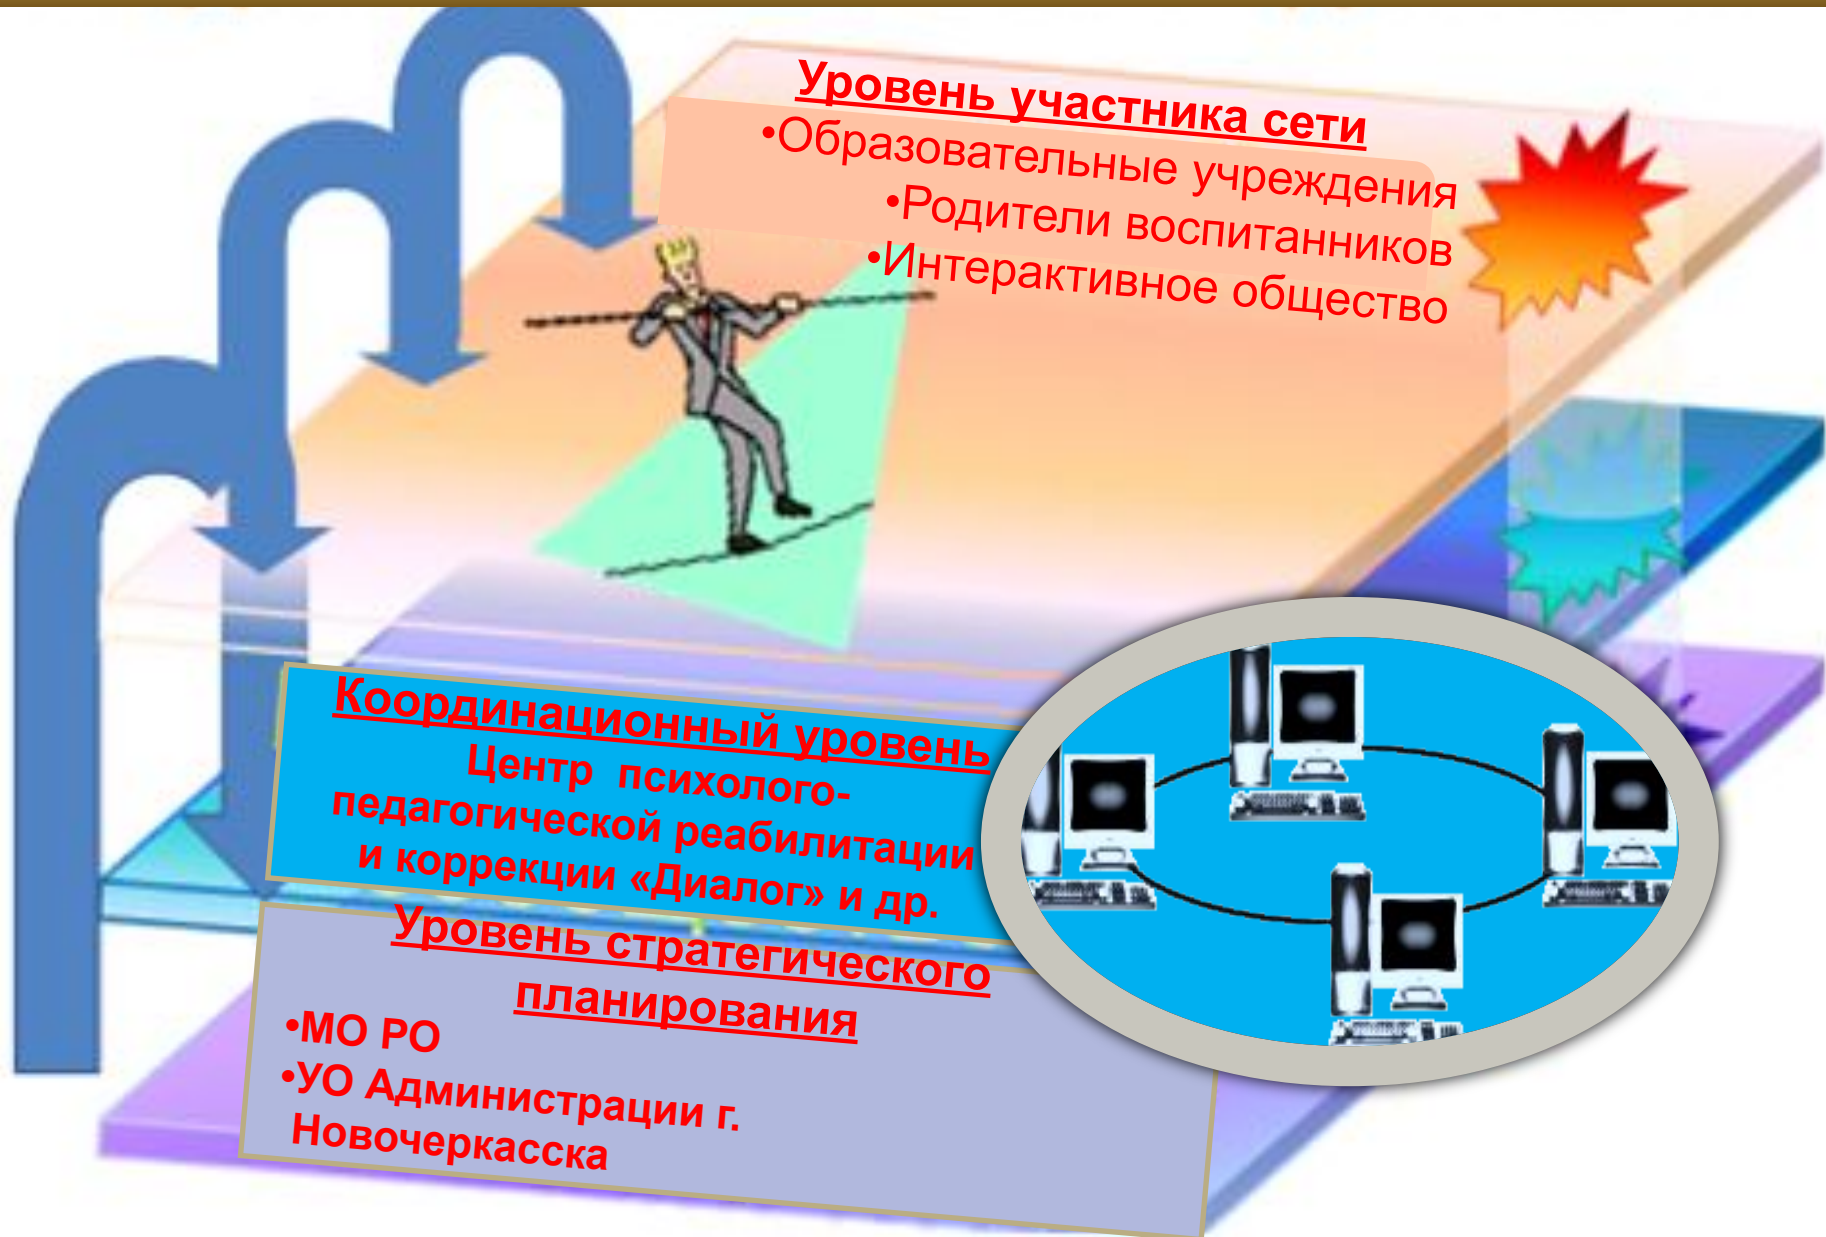 Уровень участника сети
•Образовательные учреждения
•Родители воспитанников
•Интерактивное общество
Координационный уровень
Центр психолого-
педагогической реабилитации
и коррекции «Диалог» и др.
Уровень стратегического
планирования
•МО РО
•УО Администрации г.
Новочеркасска